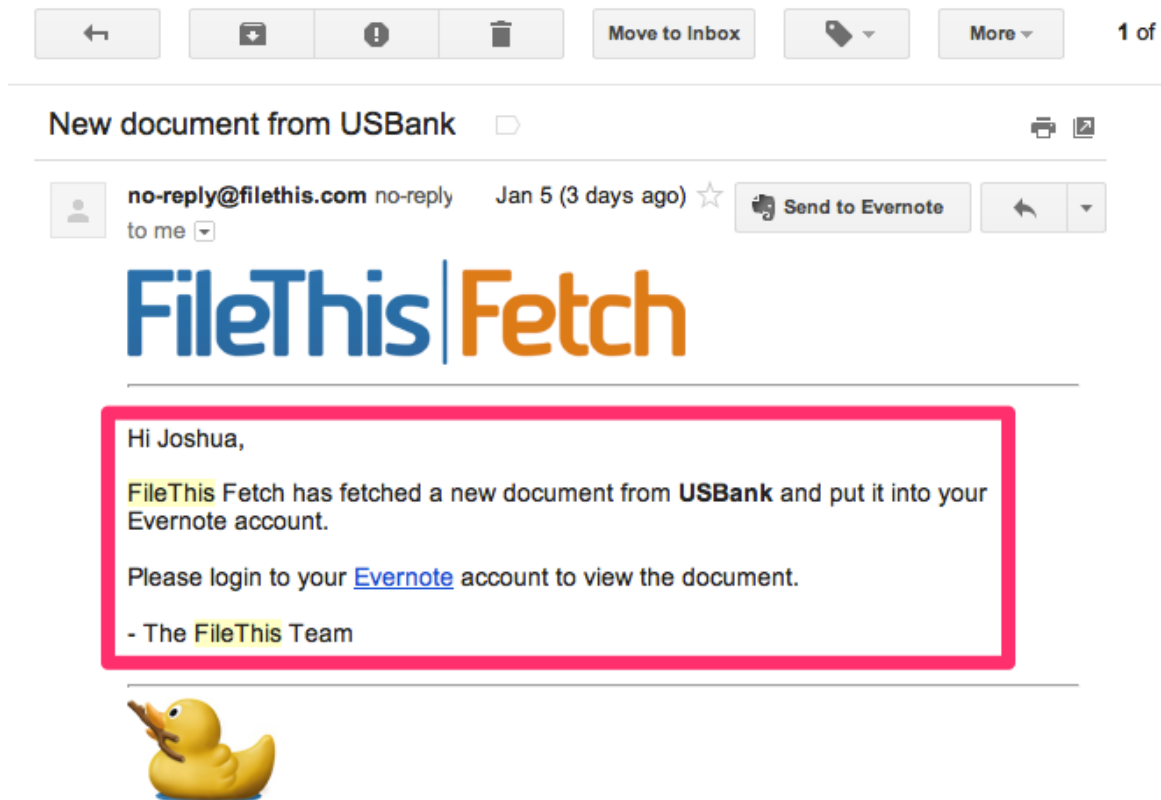 Move to Inbox More 1 of
New document from USBank
no-reply@filethis.com no-reply Jan 5 (3 days ago) Send to Evernote
to me
FileThis|Fetch
Hi Joshua,
FileThis Fetch has fetched a new document from USBank and put it into your
Evernote account.
Please login to your Evernote account to view the document.
- The FileThis Team